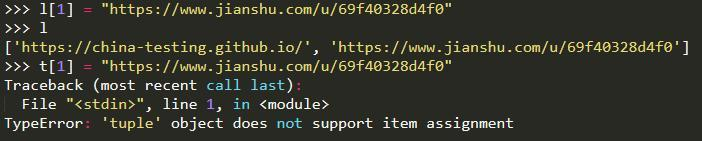 >>> l[1] = "https://www.jianshu.com/u/69f40328d4f0"
>>> l
['https://china-testing.github.io/', 'https://www.jianshu.com/u/69f40328d4f0']
>>> t[1] = "https://www.jianshu.com/u/69f40328d4f0"
Traceback (most recent call last):
  File "<stdin>", line 1, in <module>
TypeError: 'tuple' object does not support item assignment